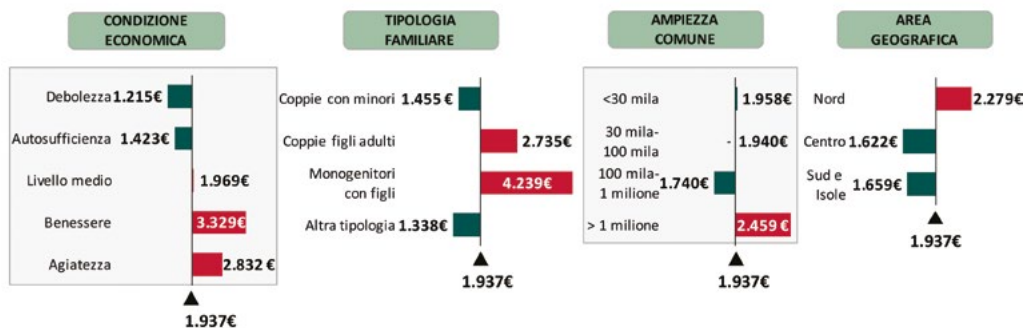 CONDIZIONE
ECONOMICA
Debolezza 1.215€
Autosufficienza 1.423€
Livello medio 1.969€
Benessere 3.329€
Agiatezza 2.832 €
1.937€
TIPOLOGIA
FAMILIARE
Coppie con minori 1.455 €
Coppie figli adulti 2.735€
Monogenitori
con figli 4.239€
Altra tipologia 1.338€
1.937€
AMPIEZZA
COMUNE
<30 mila 1.958€
30 mila-
100 mila - 1.940€
100 mila-
1 milione 1.740€
> 1 milione 2.459 €
1.937€
AREA
GEOGRAFICA
Nord 2.279€
Centro 1.622€
Sud e
Isole 1.659€
1.937€